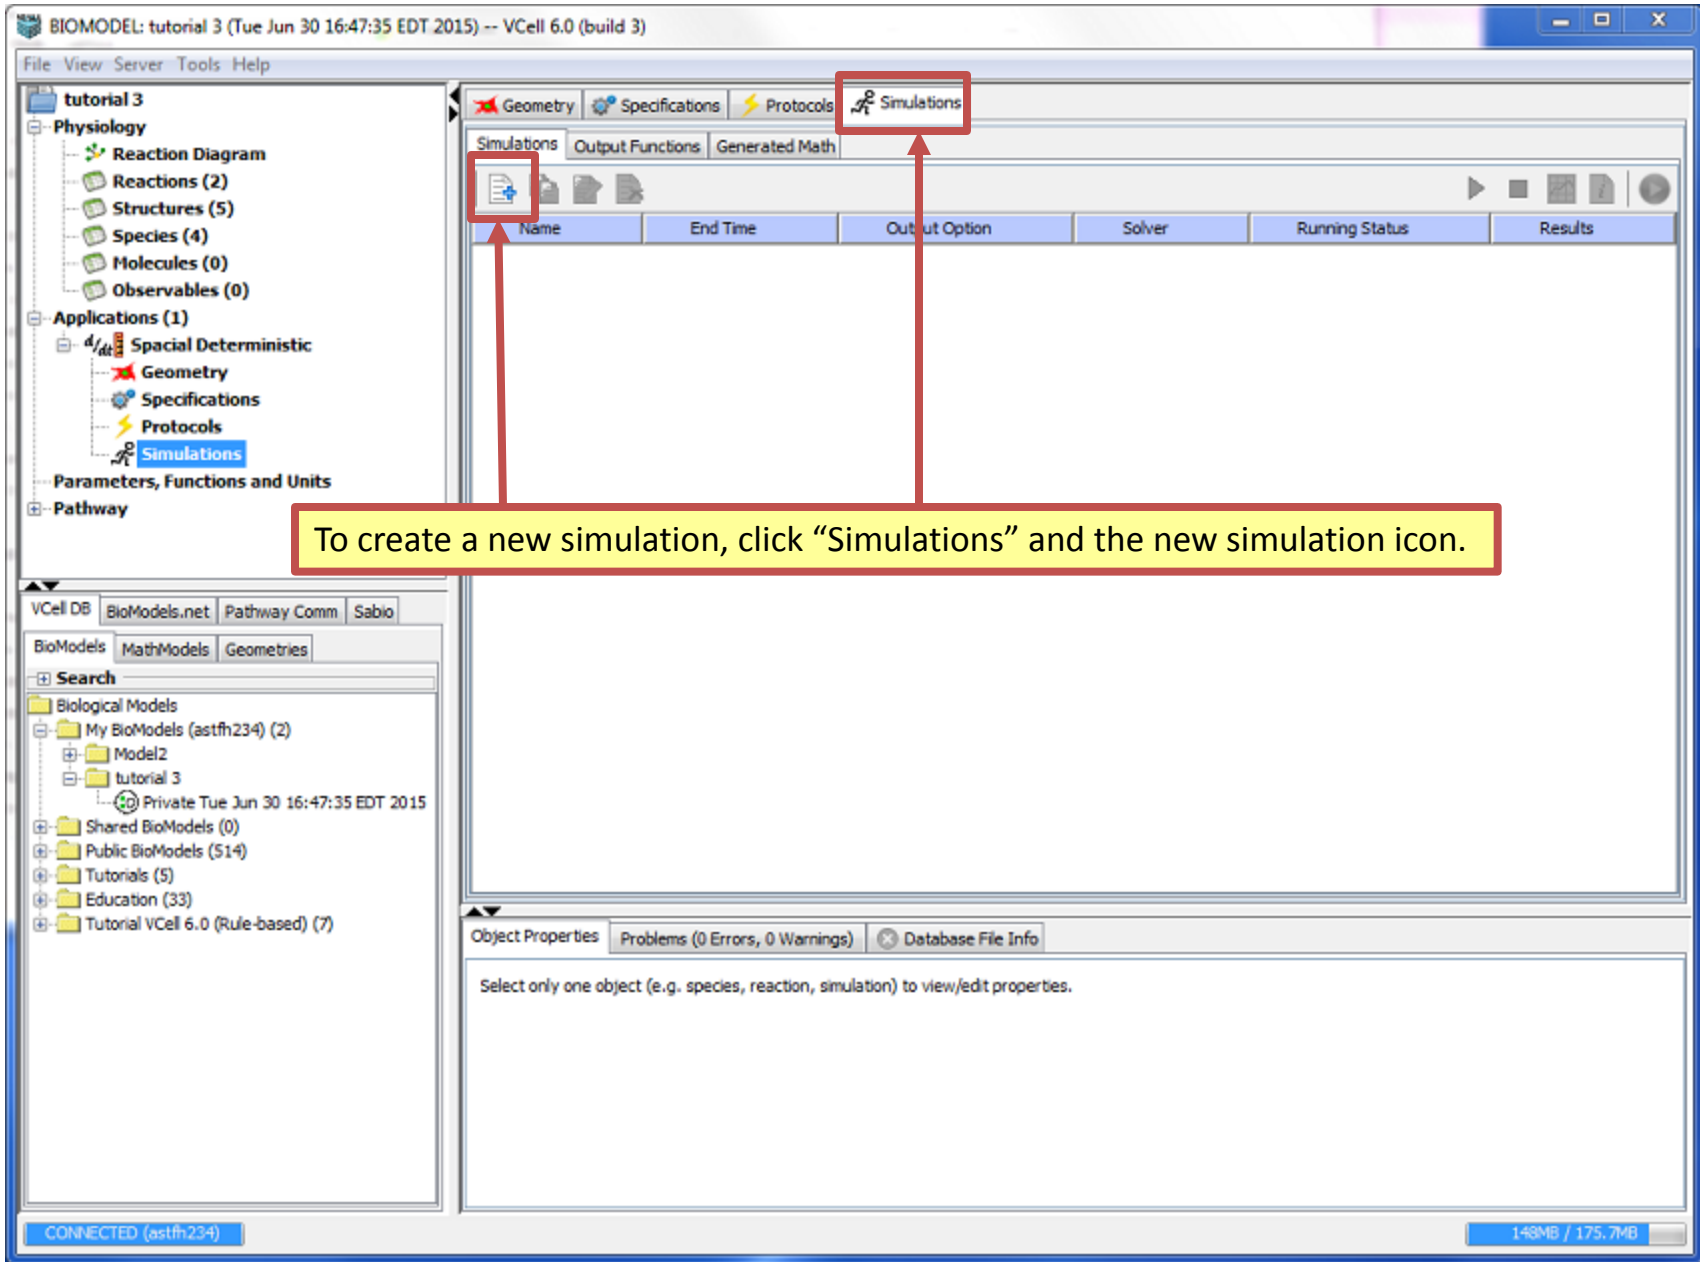 BIOMODEL: tutorial 3 (Tue Jun 30 16:47:35 EDT 2015) -- VCell 6.0 (build 3)
File View Server Tools Help
tutorial 3
Physiology
Reaction Diagram
Reactions (2)
Structures (5)
Species (4)
Molecules (0)
Observables (0)
Applications (1)
d/dt Spacial Deterministic
Geometry
Specifications
Protocols
Simulations
Parameters, Functions and Units
Pathway
Geometry Specifications Protocols Simulations
Simulations Output Functions Generated Math
Name End Time Output Option Solver Running Status Results
To create a new simulation, click “Simulations” and the new simulation icon.
VCell DB BioModels.net Pathway Comm Sabio
BioModels MathModels Geometries
Search
Biological Models
My BioModels (astfh234) (2)
Model2
tutorial 3
Private Tue Jun 30 16:47:35 EDT 2015
Shared BioModels (0)
Public BioModels (514)
Tutorials (5)
Education (33)
Tutorial VCell 6.0 (Rule-based) (7)
Object Properties Problems (0 Errors, 0 Warnings) Database File Info
Select only one object (e.g. species, reaction, simulation) to view/edit properties.
CONNECTED (astfh234)
148MB / 175.7MB